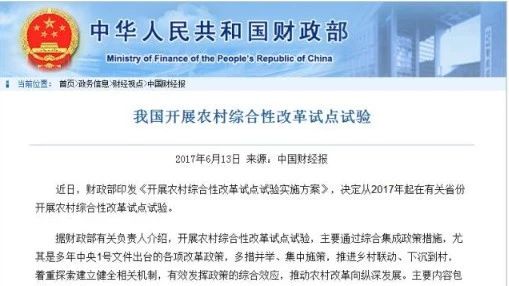 中华人民共和国财政部
Ministry of Finance of the People's Republic of China
当前位置：首页>政务信息>财经视点>中国财经报
我国开展农村综合性改革试点试验
2017年6月13日 来源：中国财经报
近日，财政部印发《开展农村综合性改革试点试验实施方案》，决定从2017年起在有关省份
开展农村综合性改革试点试验。
据财政部有关负责人介绍，开展农村综合性改革试点试验，主要通过综合集成政策措施，尤
其是多年中央1号文件出台的各项改革政策，多措并举、集中施策，推进乡村联动、下沉到村，
着重探索建立健全相关机制，有效发挥政策的综合效应，推动农村改革向纵深发展。主要内容包